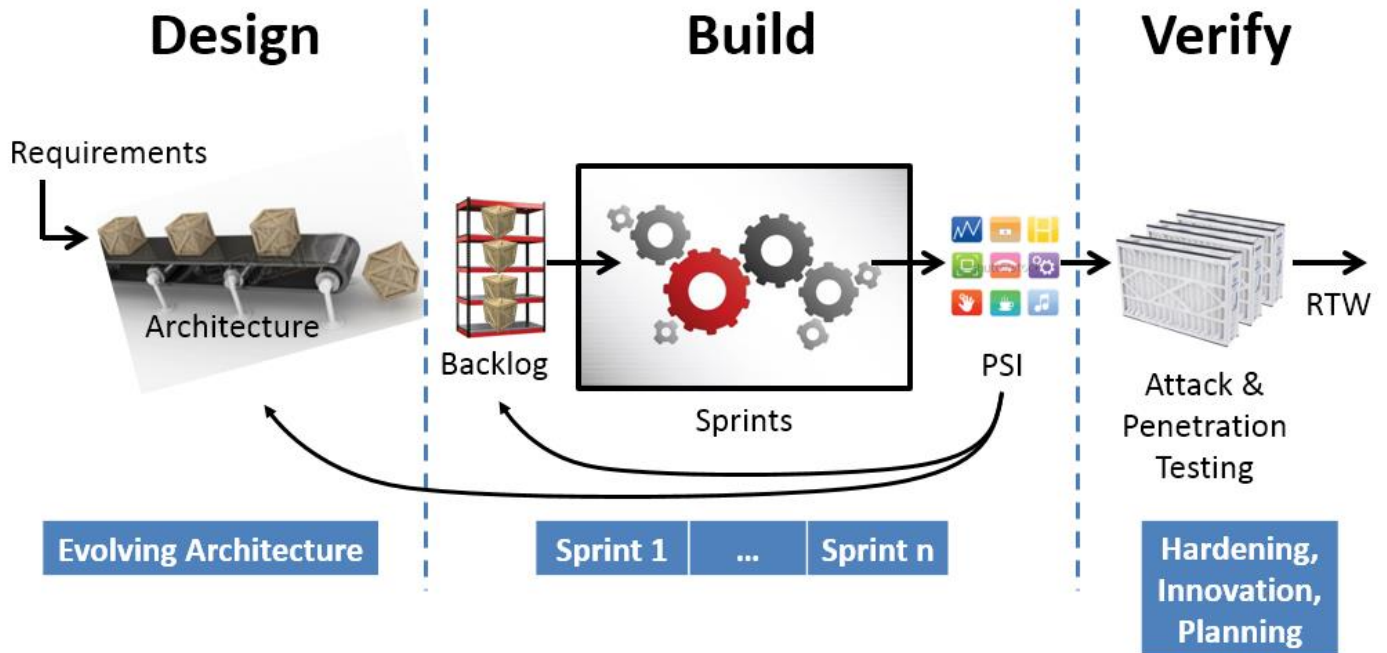 Design
Build
Verify
Requirements
Architecture
Backlog
Sprints
PSI
Attack &
Penetration
Testing
RTW
Evolving Architecture
Sprint 1
...
Sprint n
Hardening,
Innovation,
Planning